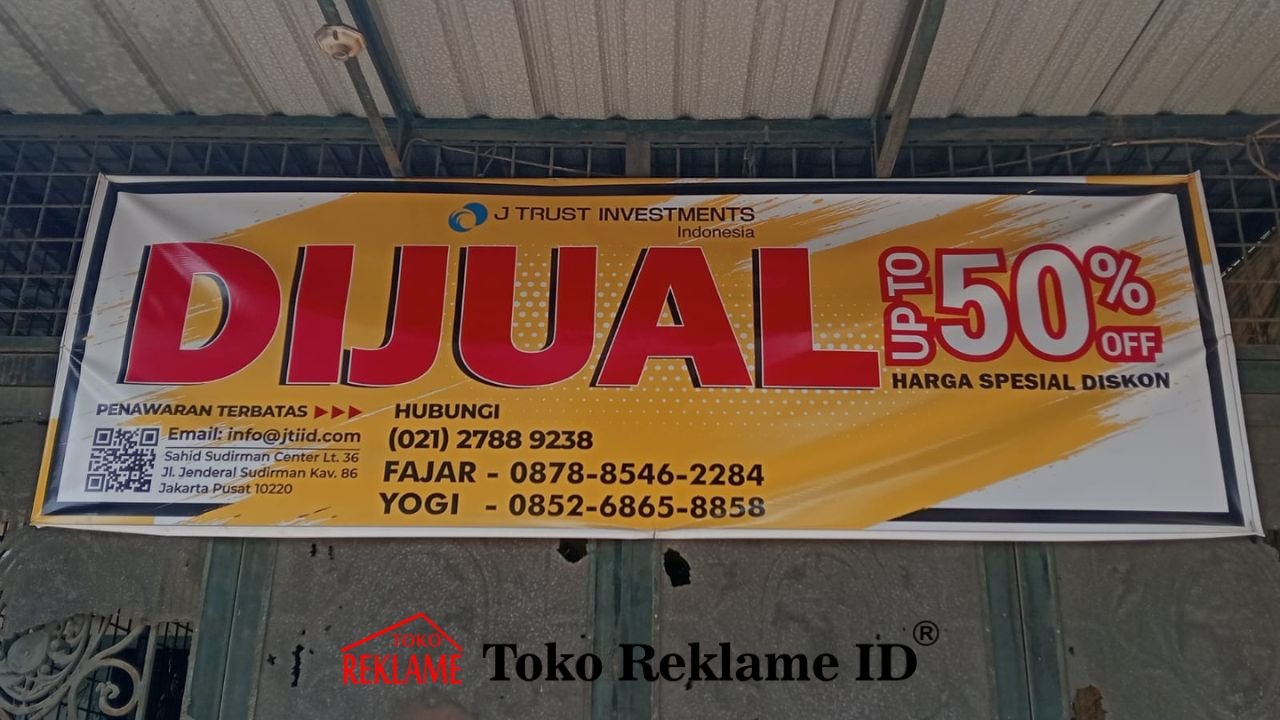 J TRUST INVESTMENTS
Indonesia
DIJUAL
UP TO 50% OFF
HARGA SPESIAL DISKON
PENAWARAN TERBATAS
Email: info@jtiid.com
Sahid Sudirman Center Lt. 36
Jl. Jenderal Sudirman Kav. 86
Jakarta Pusat 10220
HUBUNGI
(021) 2788 9238
FAJAR - 0878-8546-2284
YOGI - 0852-6865-8858
TOKO
REKLAME
Toko Reklame ID®